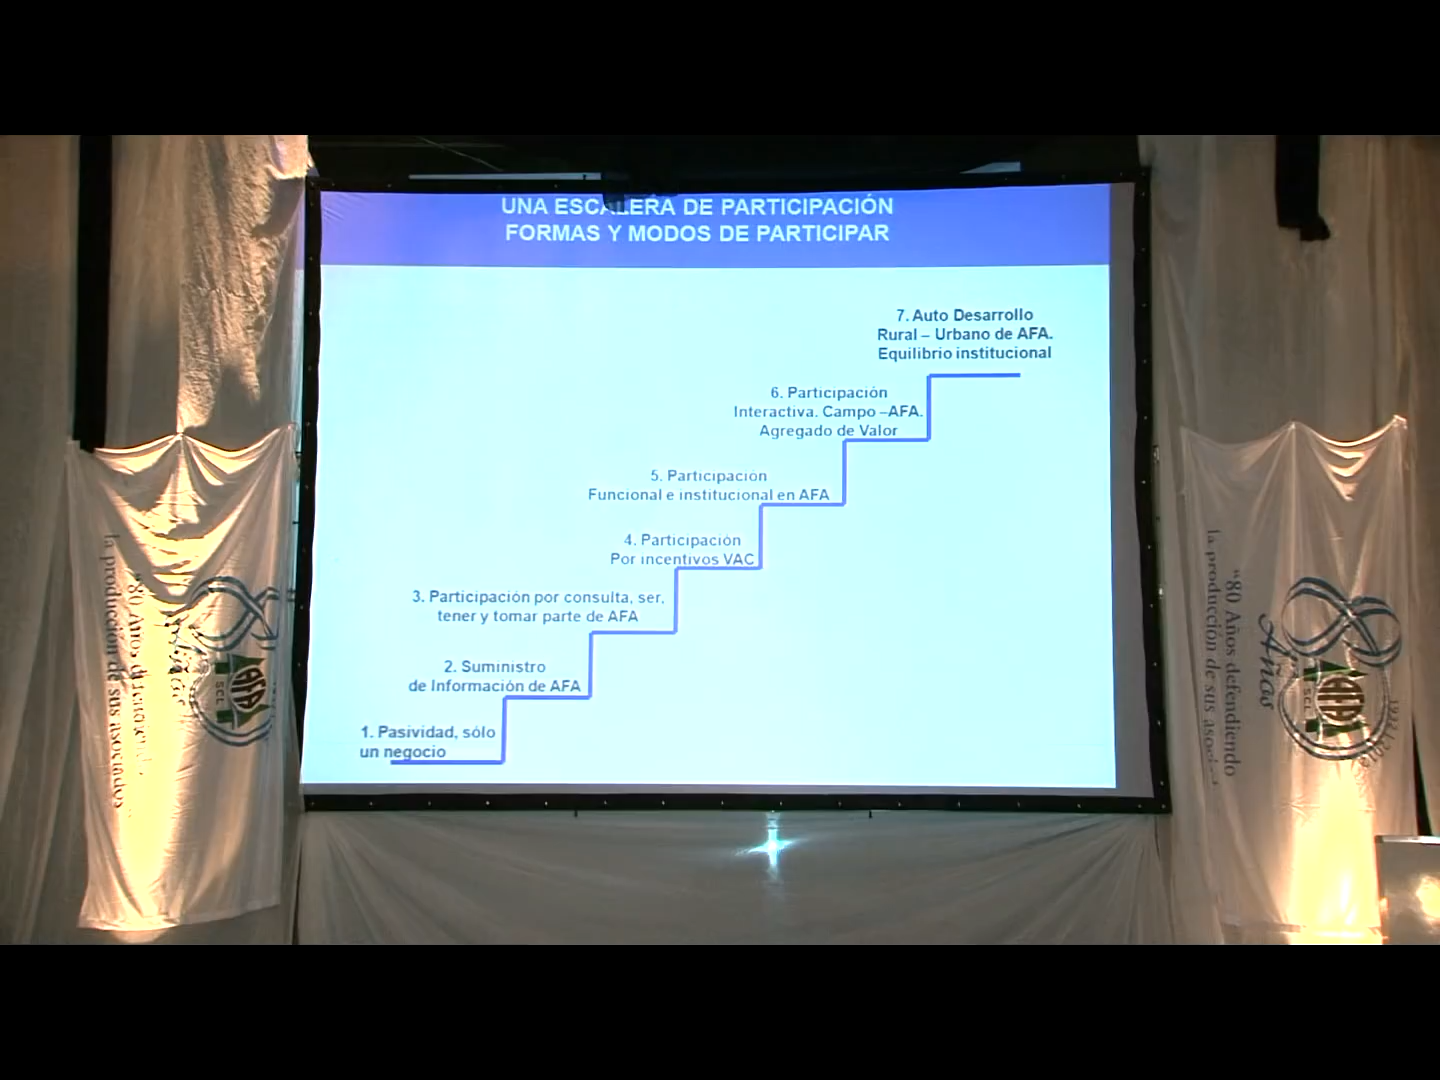 UNA ESCALERA DE PARTICIPACIÓN
FORMAS Y MODOS DE PARTICIPAR
7. Auto Desarrollo
Rural – Urbano de AFA.
Equilibrio institucional
6. Participación
Interactiva. Campo –AFA.
Agregado de Valor
5. Participación
Funcional e institucional en AFA
4. Participación
Por incentivos VAC
3. Participación por consulta, ser,
tener y tomar parte de AFA
2. Suministro
de Información de AFA
1. Pasividad, sólo
un negocio
80
AFA
SCL
"80 Años
la producción de sus asociados
80
Años
AFA
SCL
"80 Años defendiendo
la producción de sus